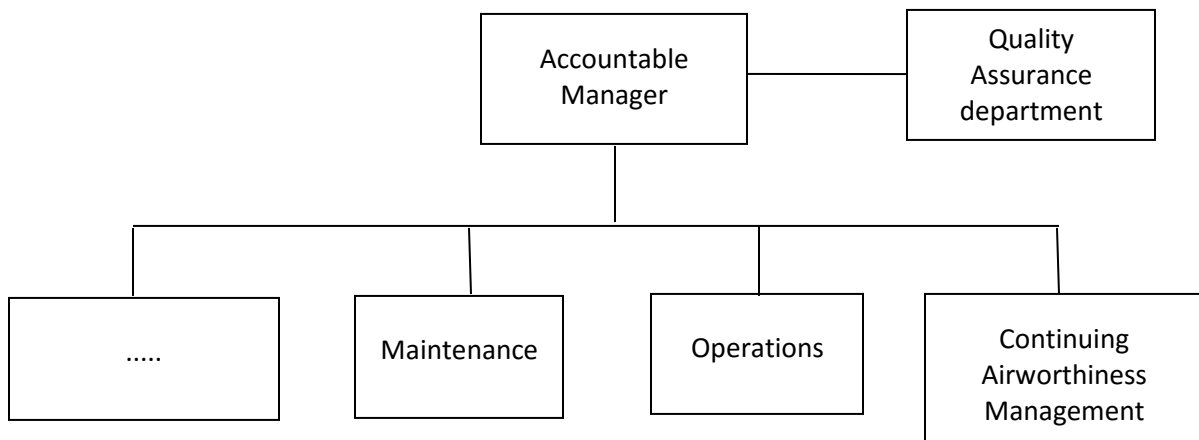 Accountable
Manager
Quality
Assurance
department
.....
Maintenance
Operations
Continuing
Airworthiness
Management